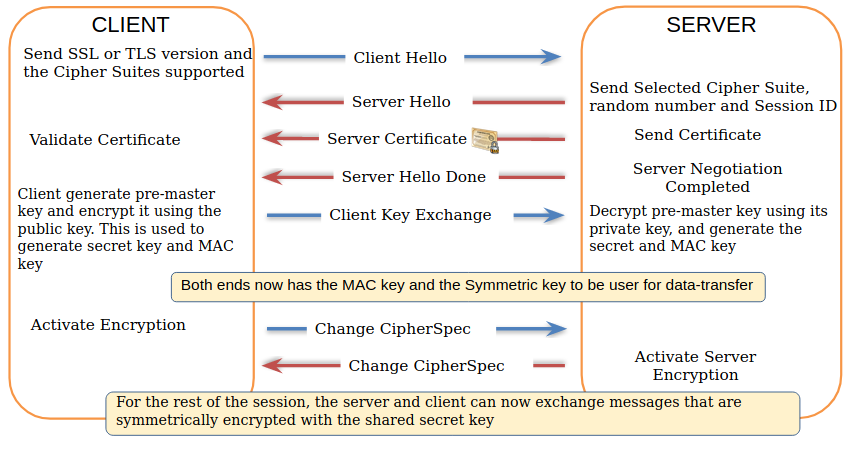 CLIENT
SERVER
Send SSL or TLS version and
the Cipher Suites supported
Client Hello
Send Selected Cipher Suite,
random number and Session ID
Server Hello
Validate Certificate
Server Certificate
Send Certificate
Server Hello Done
Server Negotiation
Completed
Client generate pre-master
key and encrypt it using the
public key. This is used to
generate secret key and MAC
key
Client Key Exchange
Decrypt pre-master key using its
private key, and generate the
secret and MAC key
Both ends now has the MAC key and the Symmetric key to be user for data-transfer
Activate Encryption
Change CipherSpec
Change CipherSpec
Activate Server
Encryption
For the rest of the session, the server and client can now exchange messages that are
symmetrically encrypted with the shared secret key